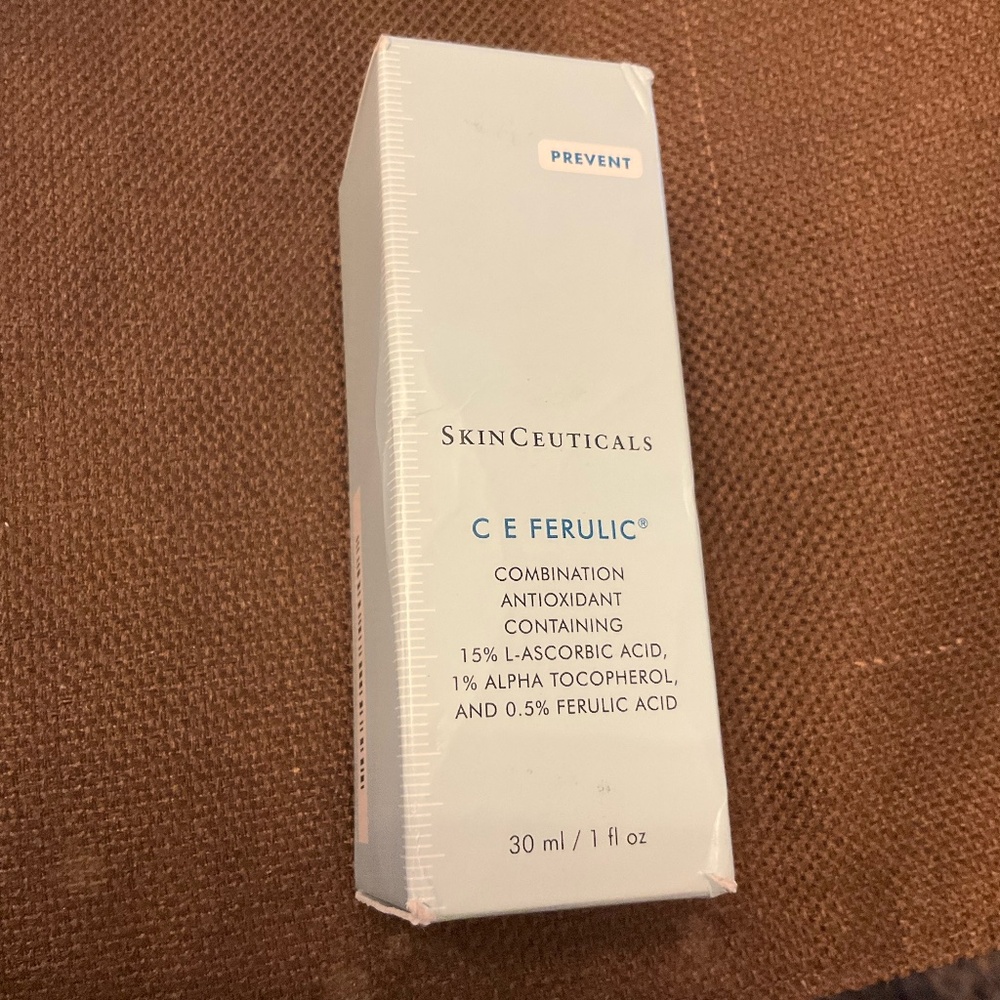 PREVENT
SKINCEUTICALS
C E FERULIC®
COMBINATION
ANTIOXIDANT
CONTAINING
15% L-ASCORBIC ACID,
1% ALPHA TOCOPHEROL,
AND 0.5% FERULIC ACID
30 ml / 1 fl oz